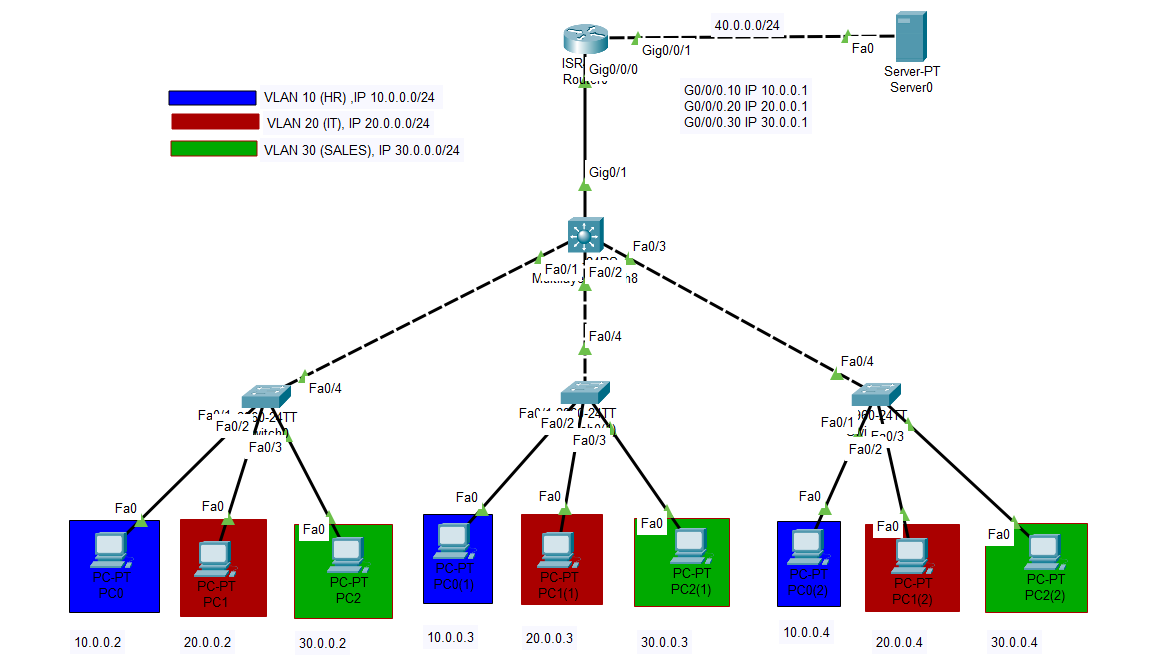 40.0.0.0/24
Gig0/0/1
Fa0
ISR
Gig0/0/0
Server-PT
Server0
G0/0/0.10 IP 10.0.0.1
G0/0/0.20 IP 20.0.0.1
G0/0/0.30 IP 30.0.0.1
VLAN 10 (HR) ,IP 10.0.0.0/24
VLAN 20 (IT), IP 20.0.0.0/24
VLAN 30 (SALES), IP 30.0.0.0/24
Gig0/1
Fa0/3
Fa0/1
Fa0/2
Fa0/4
Fa0/4
Fa0/4
Fa0/2
Fa0/3
Fa0/2
Fa0/3
Fa0/1
Fa0/3
Fa0/2
Fa0
Fa0
Fa0
Fa0
Fa0
Fa0
Fa0
Fa0
Fa0
PC-PT
PC0
PC-PT
PC1
PC-PT
PC2
PC-PT
PC0(1)
PC-PT
PC1(1)
PC-PT
PC2(1)
PC-PT
PC0(2)
PC-PT
PC1(2)
PC-PT
PC2(2)
10.0.0.2
20.0.0.2
30.0.0.2
10.0.0.3
20.0.0.3
30.0.0.3
10.0.0.4
20.0.0.4
30.0.0.4